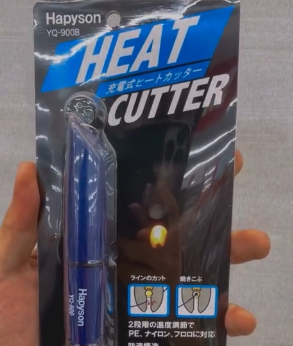 Hapyson
YQ-900B
HEAT
充電式ヒートカッター
CUTTER
Hapyson
YQ-900
ラインのカット
焼きこぶ
2段階の温度調節で
PE、ナイロン、フロロに対応